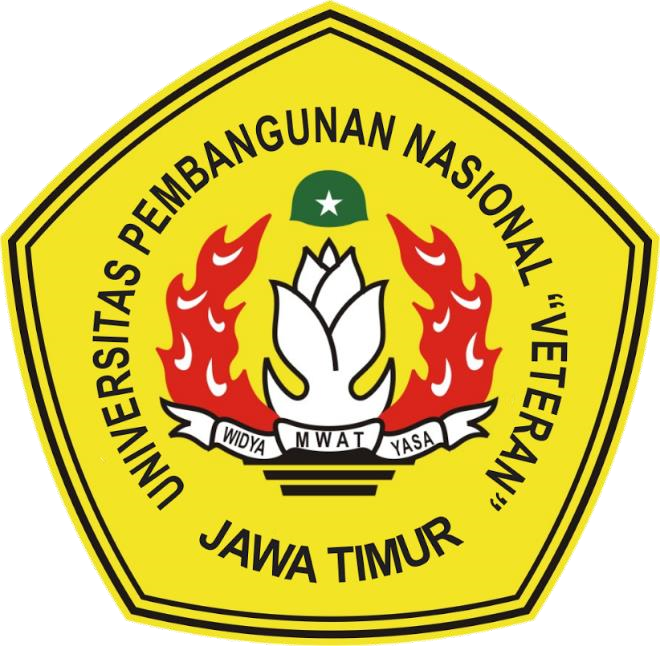 UNIVERSITAS PEMBANGUNAN NASIONAL “VETERAN”
WIDYA MWAT YASA
JAWA TIMUR